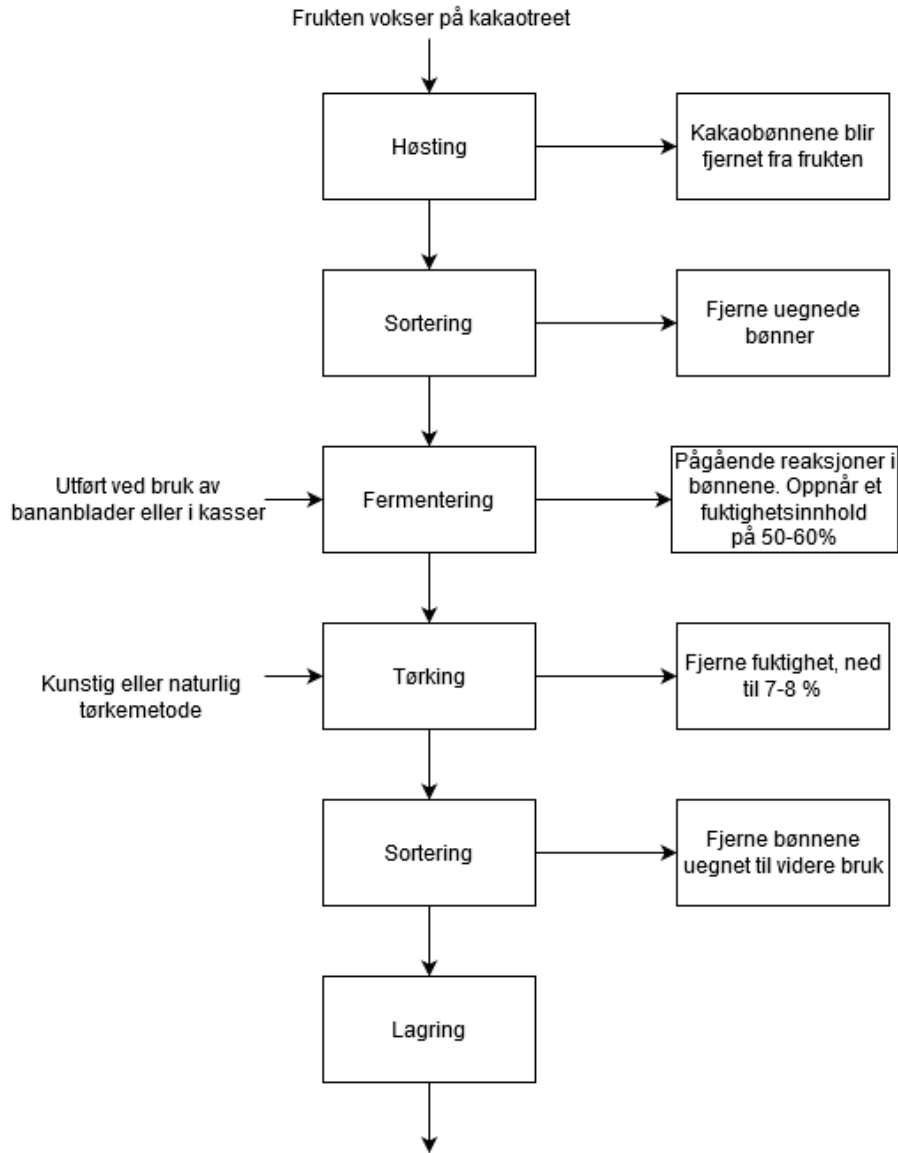 Frukten vokser på kakaotreet
Høsting
Kakaobønnene blir
fjernet fra frukten
Sortering
Fjerne uegnede
bønner
Utført ved bruk av
bananblader eller i kasser
Fermentering
Pågående reaksjoner i
bønnene. Oppnår et
fuktighetsinnhold
på 50-60%
Kunstig eller naturlig
tørkemetode
Tørking
Fjerne fuktighet, ned
til 7-8 %
Sortering
Fjerne bønnene
uegnet til videre bruk
Lagring